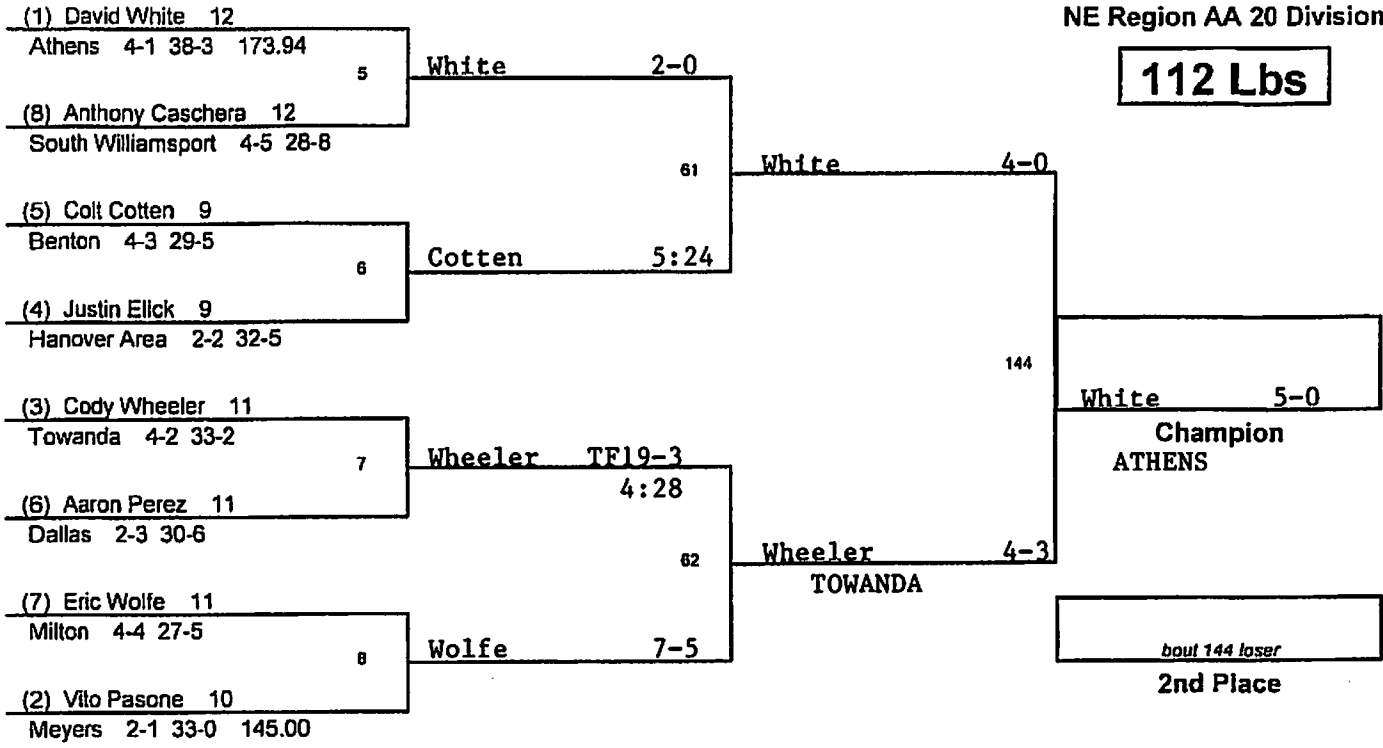 NE Region AA 20 Division
112 Lbs
(1) David White 12
Athens 4-1 38-3 173.94
5
White 2-0
(8) Anthony Caschera 12
South Williamsport 4-5 28-8
61
White 4-0
(5) Colt Cotten 9
Benton 4-3 29-5
6
Cotten 5:24
(4) Justin Elick 9
Hanover Area 2-2 32-5
144
White 5-0
Champion
ATHENS
(3) Cody Wheeler 11
Towanda 4-2 33-2
7
Wheeler TF19-3
4:28
(6) Aaron Perez 11
Dallas 2-3 30-6
62
Wheeler 4-3
TOWANDA
(7) Eric Wolfe 11
Milton 4-4 27-5
8
Wolfe 7-5
(2) Vito Pasone 10
Meyers 2-1 33-0 145.00
bout 144 loser
2nd Place